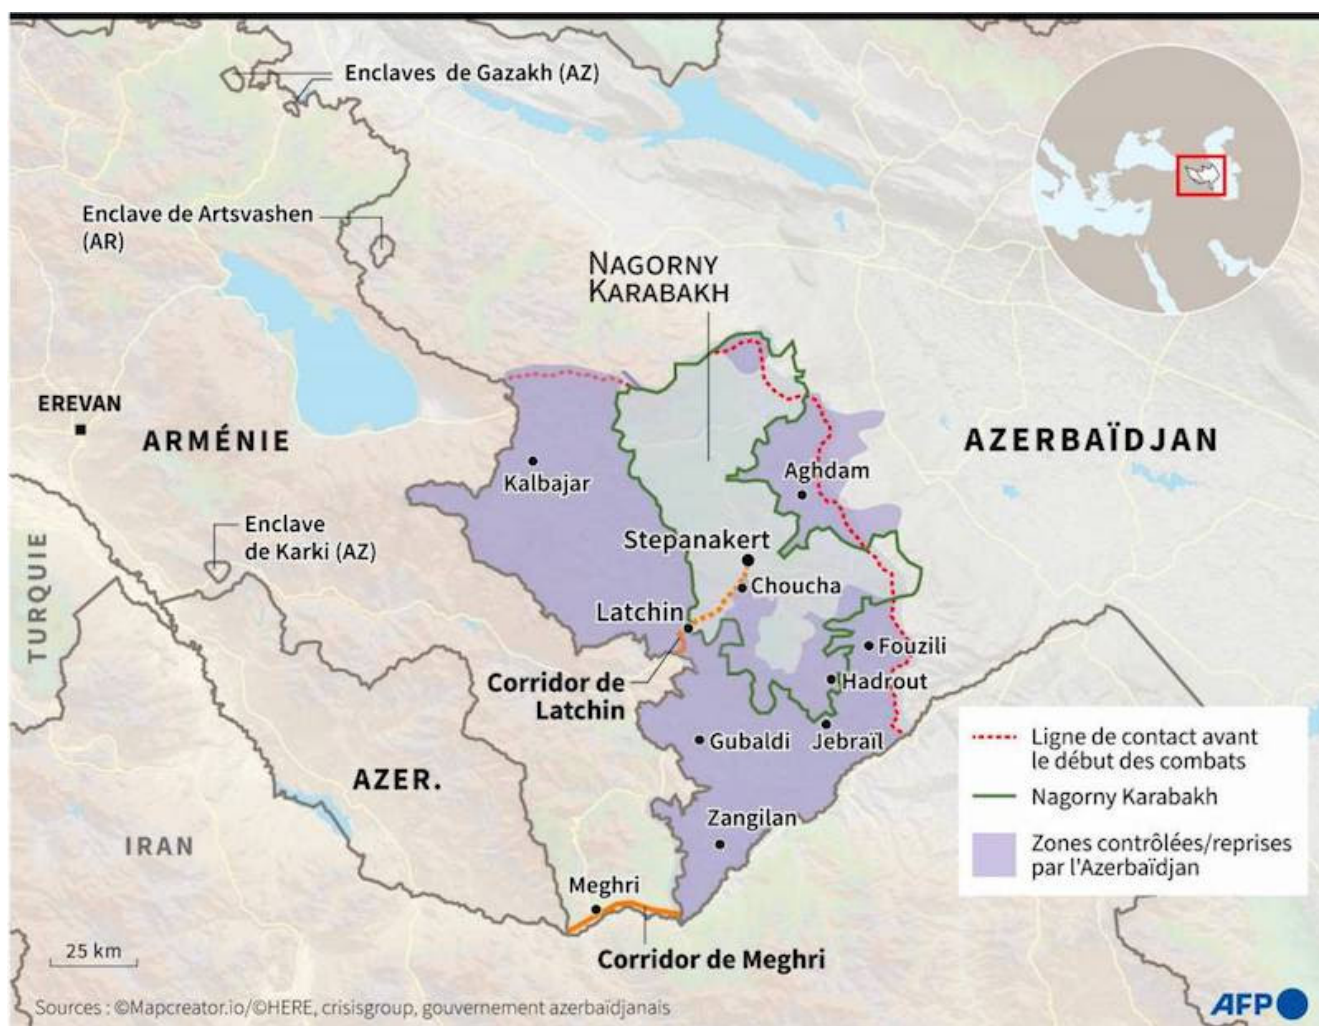 Enclaves de Gazakh (AZ)
Enclave de Artsvashen
(AR)
NAGORNY
KARABAKH
EREVAN
ARMÉNIE
AZERBAÏDJAN
Kalbajar
Aghdam
Enclave
de Karki (AZ)
Stepanakert
Choucha
TURQUIE
Latchin
Fouzili
Corridor de
Latchin
Hadrout
Gubaldi
Jebraïl
AZER.
Zangilan
IRAN
Meghri
Corridor de Meghri
25 km
Ligne de contact avant
le début des combats
Nagorny Karabakh
Zones contrôlées/reprises
par l'Azerbaïdjan
Sources : ©Mapcreator.io/©HERE, crisisgroup, gouvernement azerbaïdjanais
AFP